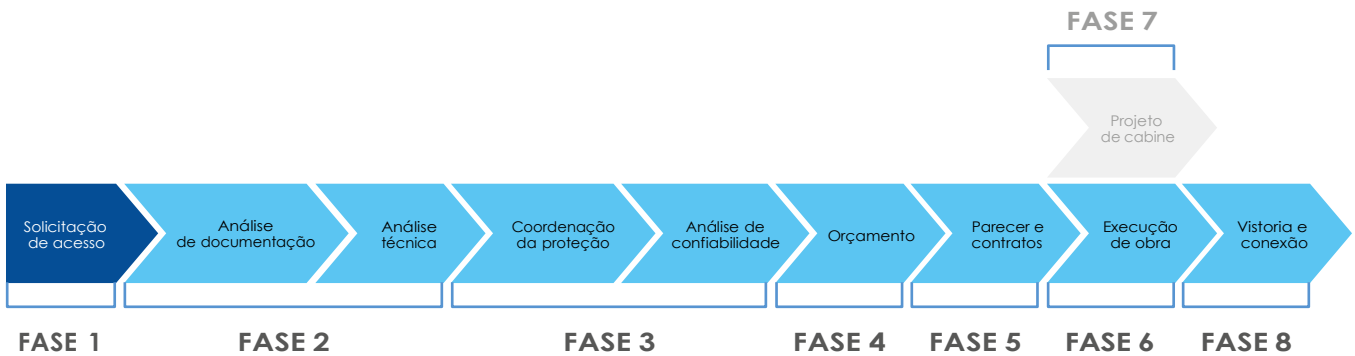 FASE 7
Projeto
de cabine
Solicitação
de acesso
Análise
de documentação
Análise
técnica
Coordenação
da proteção
Análise de
confiabilidade
Orçamento
Parecer e
contratos
Execução
de obra
Vistoria e
conexão
FASE 1
FASE 2
FASE 3
FASE 4
FASE 5
FASE 6
FASE 8